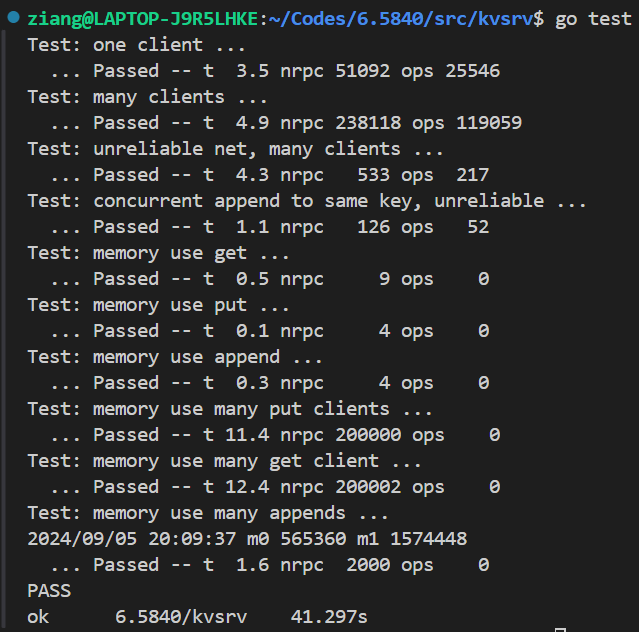 ziang@LAPTOP-J9R5LHKE:~/Codes/6.5840/src/kvsrv$ go test
Test: one client ...
  ... Passed -- t  3.5 nrpc 51092 ops 25546
Test: many clients ...
  ... Passed -- t  4.9 nrpc 238118 ops 119059
Test: unreliable net, many clients ...
  ... Passed -- t  4.3 nrpc   533 ops  217
Test: concurrent append to same key, unreliable ...
  ... Passed -- t  1.1 nrpc   126 ops   52
Test: memory use get ...
  ... Passed -- t  0.5 nrpc     9 ops    0
Test: memory use put ...
  ... Passed -- t  0.1 nrpc     4 ops    0
Test: memory use append ...
  ... Passed -- t  0.3 nrpc     4 ops    0
Test: memory use many put clients ...
  ... Passed -- t 11.4 nrpc 200000 ops    0
Test: memory use many get client ...
  ... Passed -- t 12.4 nrpc 200002 ops    0
Test: memory use many appends ...
2024/09/05 20:09:37 m0 565360 m1 1574448
  ... Passed -- t  1.6 nrpc  2000 ops    0
PASS
ok      6.5840/kvsrv    41.297s